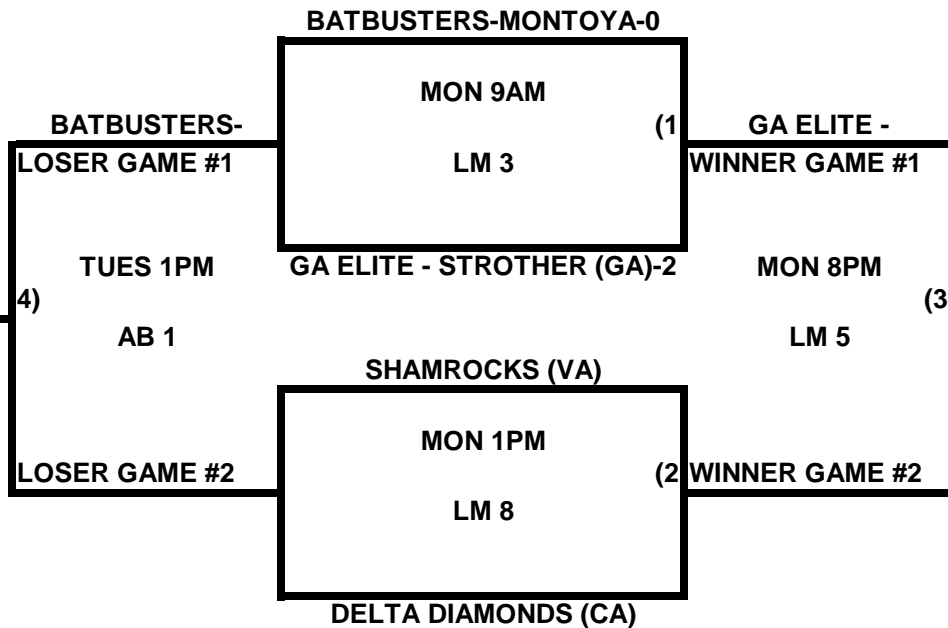 BATBUSTERS-MONTOYA-0
MON 9AM
BATBUSTERS-
(1
GA ELITE -
LOSER GAME #1
LM 3
WINNER GAME #1
TUES 1PM
GA ELITE - STROTHER (GA)-2
MON 8PM
4)
(3
AB 1
LM 5
SHAMROCKS (VA)
MON 1PM
LOSER GAME #2
(2
WINNER GAME #2
LM 8
DELTA DIAMONDS (CA)